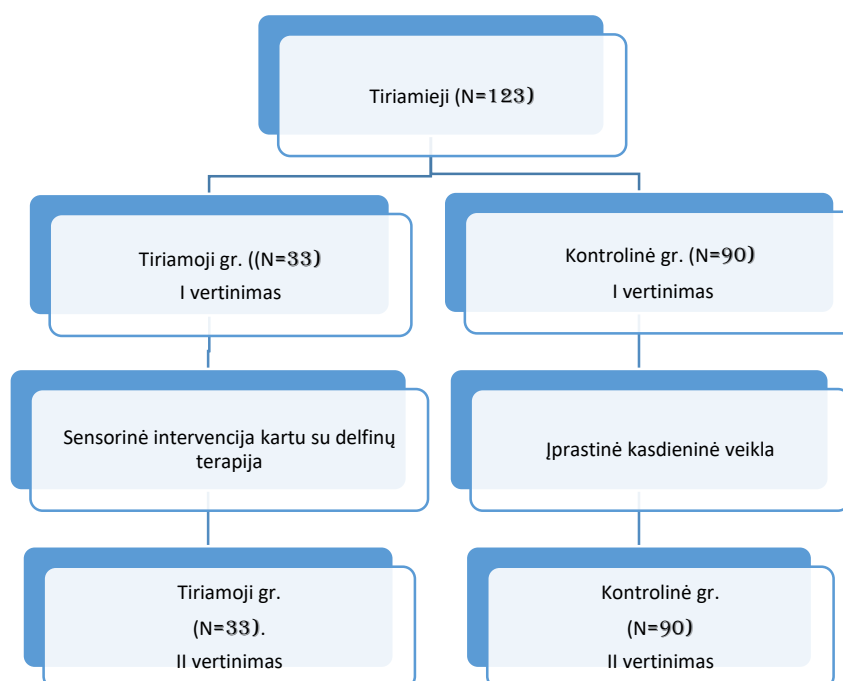 Tiriamieji (N=123)
Tiriamoji gr. ((N=33)
I vertinimas
Kontrolinė gr. (N=90)
I vertinimas
Sensorinė intervencija kartu su delfinų
terapija
Įprastinė kasdieninė veikla
Tiriamoji gr.
(N=33).
II vertinimas
Kontrolinė gr.
(N=90)
II vertinimas